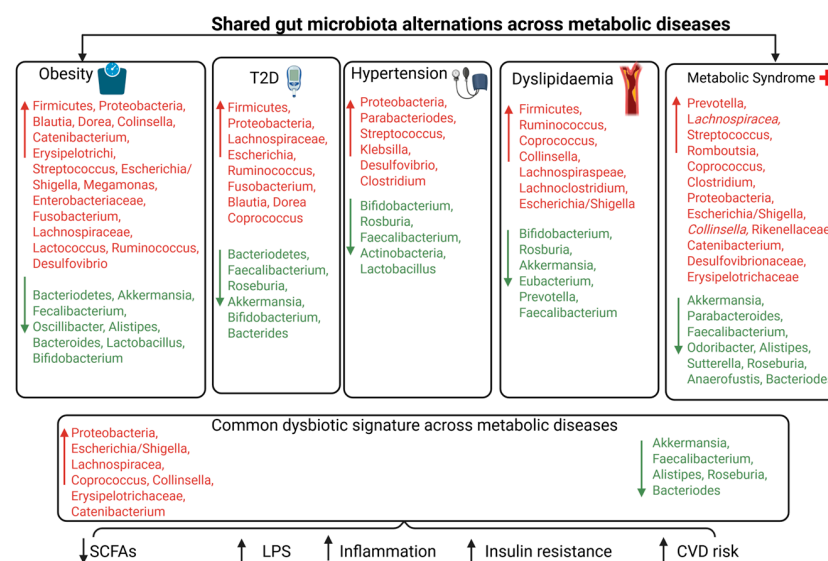 Shared gut microbiota alternations across metabolic diseases
Obesity
Firmicutes, Proteobacteria,
Blautia, Dorea, Colinsella,
Catenibacterium,
Erysipelotrichi,
Streptococcus, Escherichia/
Shigella, Megamonas,
Enterobacteriaceae,
Fusobacterium,
Lachnospiraceae,
Lactococcus, Ruminococcus,
Desulfovibrio
Bacteriodetes, Akkermansia,
Fecalibacterium,
Oscillibacter, Alistipes,
Bacteroides, Lactobacillus,
Bifidobacterium
T2D
Firmicutes,
Proteobacteria,
Lachnospiraceae,
Escherichia,
Ruminococcus,
Fusobacterium,
Blautia, Dorea
Coprococcus
Bacteriodetes,
Faecalibacterium,
Roseburia,
Akkermansia,
Bifidobacterium,
Bacterides
Hypertension
Proteobacteria,
Parabacteriodes,
Streptococcus,
Klebsilla,
Desulfovibrio,
Clostridium
Bifidobacterium,
Rosburia,
Faecalibacterium,
Actinobacteria,
Lactobacillus
Dyslipidaemia
Firmicutes,
Ruminococcus,
Coprococcus,
Collinsella,
Lachnospiraspeae,
Lachnoclostridium,
Escherichia/Shigella
Bifidobacterium,
Rosburia,
Akkermansia,
Eubacterium,
Prevotella,
Faecalibacterium
Metabolic Syndrome
Prevotella,
Lachnospiracea,
Streptococcus,
Romboutsia,
Coprococcus,
Clostridium,
Proteobacteria,
Escherichia/Shigella,
Collinsella, Rikenellaceae
Catenibacterium,
Desulfovibrionaceae,
Erysipelotrichaceae
Akkermansia,
Parabacteroides,
Faecalibacterium,
Odoribacter, Alistipes,
Sutterella, Roseburia,
Anaerofustis, Bacteriode
Common dysbiotic signature across metabolic diseases
Proteobacteria,
Escherichia/Shigella,
Lachnospiracea,
Coprococcus, Collinsella,
Erysipelotrichaceae,
Catenibacterium
Akkermansia,
Faecalibacterium,
Alistipes, Roseburia,
Bacteriodes
SCFAs
LPS
Inflammation
Insulin resistance
CVD risk